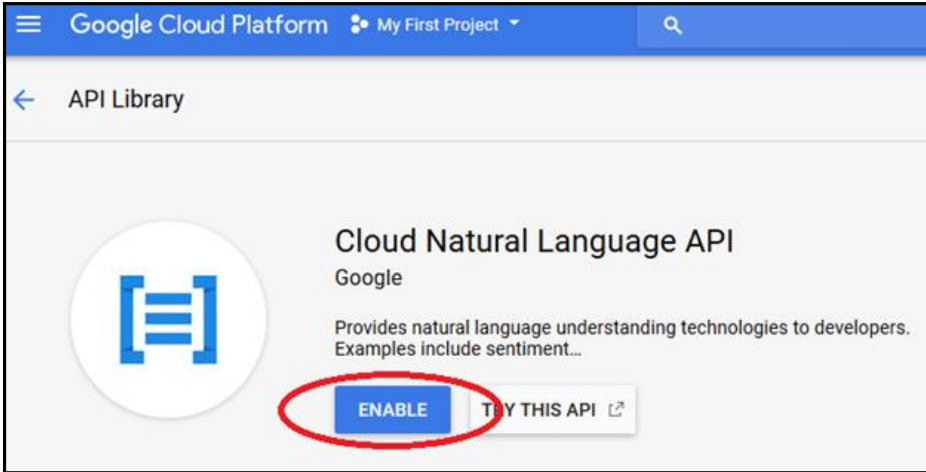 Google Cloud Platform My First Project
API Library
Cloud Natural Language API
Google
Provides natural language understanding technologies to developers.
Examples include sentiment…
ENABLE TRY THIS API